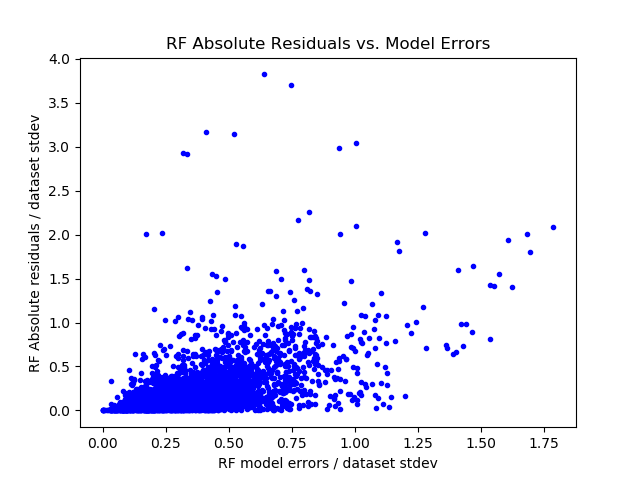 RF Absolute Residuals vs. Model Errors
4.0
3.5
3.0
2.5
2.0
1.5
1.0
0.5
0.0
RF Absolute residuals / dataset stdev
0.00 0.25 0.50 0.75 1.00 1.25 1.50 1.75
RF model errors / dataset stdev